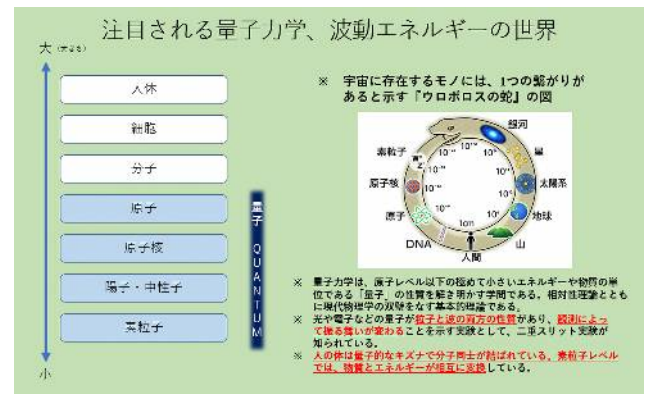 注目される量子力学、波動エネルギーの世界
大 (大きさ)
人体
細胞
分子
原子
原子核
陽子・中性子
素粒子
小
量子 QUANTUM
※ 宇宙に存在するモノには、1つの繋がりが
あると示す『ウロボロスの蛇』の図
銀河
星
太陽系
地球
山
人間
DNA
原子
原子核
素粒子
1cm
※ 量子力学は、原子レベル以下の極めて小さいエネルギーや物質の単
位である「量子」の性質を解き明かす学問である。相対性理論ととも
に現代物理学の双璧をなす基本的理論である。
※ 光や電子などの量子が粒子と波の両方の性質があり、観測によっ
て振る舞いが変わることを示す実験として、二重スリット実験が
知られている。
※ 人の体は量子的なキズナで分子同士が結ばれている。素粒子レベル
では、物質とエネルギーが相互に変換している。